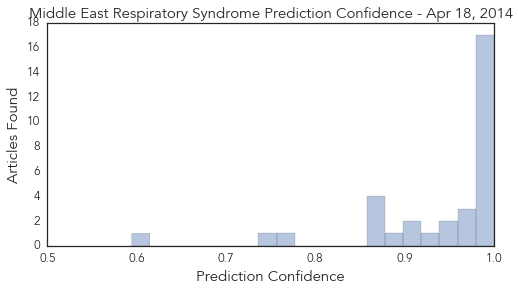 Middle East Respiratory Syndrome Prediction Confidence - Apr 18, 2014
18
16
14
12
10
8
6
4
2
0
Articles Found
0.5 0.6 0.7 0.8 0.9 1.0
Prediction Confidence